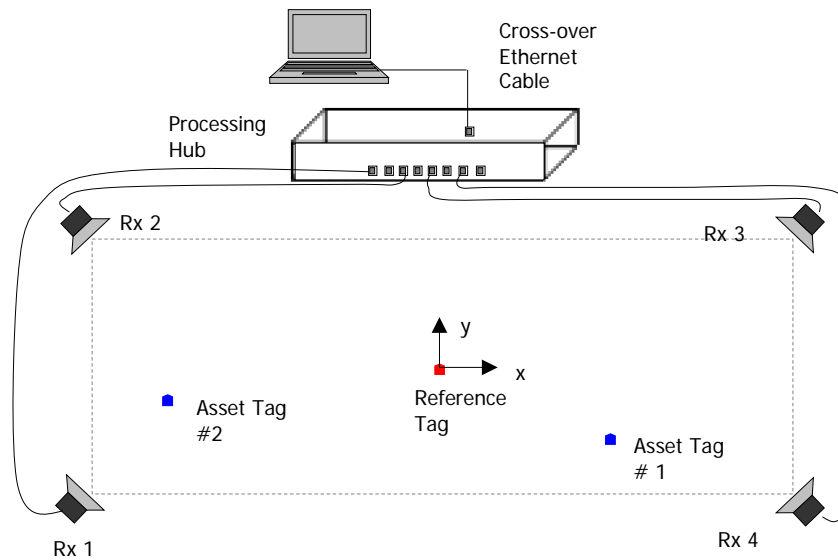 Cross-over
Ethernet
Cable
Processing
Hub
Rx 2
Rx 3
y
x
Reference
Tag
Asset Tag
#2
Asset Tag
# 1
Rx 1
Rx 4